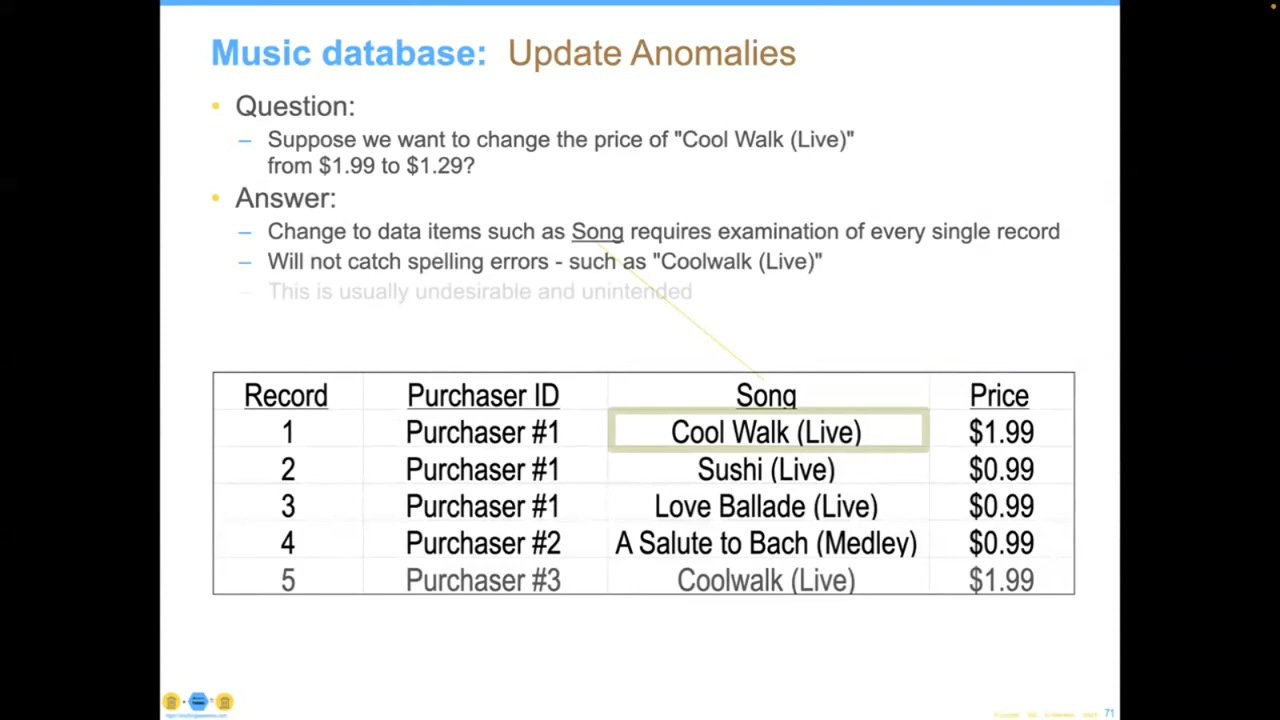 Music database: Update Anomalies
• Question:
– Suppose we want to change the price of "Cool Walk (Live)"
from $1.99 to $1.29?
• Answer:
– Change to data items such as Song requires examination of every single record
– Will not catch spelling errors - such as "Coolwalk (Live)"
– This is usually undesirable and unintended
Record Purchaser ID Song Price
1 Purchaser #1 Cool Walk (Live) $1.99
2 Purchaser #1 Sushi (Live) $0.99
3 Purchaser #1 Love Ballade (Live) $0.99
4 Purchaser #2 A Salute to Bach (Medley) $0.99
5 Purchaser #3 Coolwalk (Live) $1.99
71